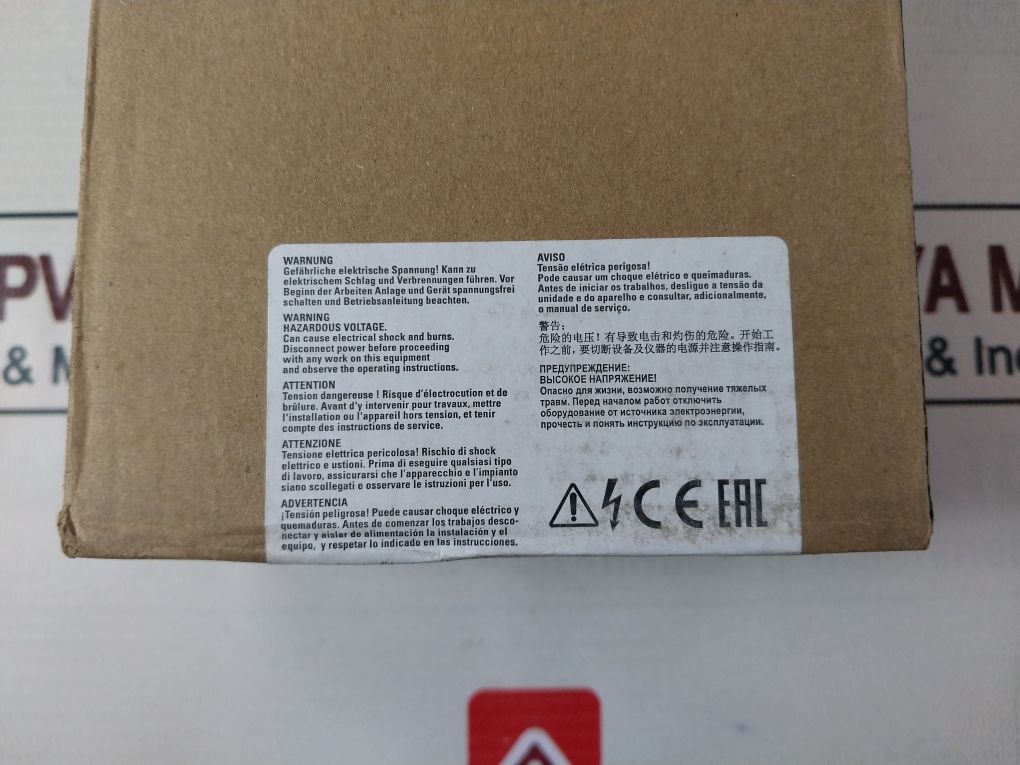 WARNUNG
Gefährliche elektrische Spannung! Kann zu
elektrischem Schlag und Verbrennungen führen. Vor
Beginn der Arbeiten Anlage und Gerät spannungsfrei
schalten und Betriebsanleitung beachten.
WARNING
HAZARDOUS VOLTAGE.
Can cause electrical shock and burns.
Disconnect power before proceeding
with any work on this equipment
and observe the operating instructions.
ATTENTION
Tension dangereuse ! Risque d'électrocution et de
brûlure. Avant d'y intervenir pour travaux, mettre
l'installation ou l'appareil hors tension, et tenir
compte des instructions de service.
ATTENZIONE
Tensione elettrica pericolosa! Rischio di shock
elettrico e ustioni. Prima di eseguire qualsiasi tipo
di lavoro, assicurarsi che l'apparecchio e l'impianto
siano scollegati e osservare le istruzioni per l'uso.
ADVERTENCIA
¡Tensión peligrosa! Puede causar choque eléctrico y
quemaduras. Antes de comenzar los trabajos desco-
nectar y aislar de alimentación la instalación y el
equipo, y respetar lo indicado en las instrucciones.
AVISO
Tensão elétrica perigosa!
Pode causar um choque elétrico e queimaduras.
Antes de iniciar os trabalhos, desligue a tensão da
unidade e do aparelho e consultar, adicionalmente,
o manual de serviço.
警告:
危险的电压! 有导致电击和灼伤的危险。开始工
作之前, 要切断设备及仪器的电源并注意操作指南。
ПРЕДУПРЕЖДЕНИЕ:
ВЫСОКОЕ НАПРЯЖЕНИЕ!
Опасно для жизни, возможно получение тяжелых
травм. Перед началом работ отключить
оборудование от источника электроэнергии,
прочесть и понять инструкцию по эксплуатации.
CE EAC
PV
YA M
& M
& In